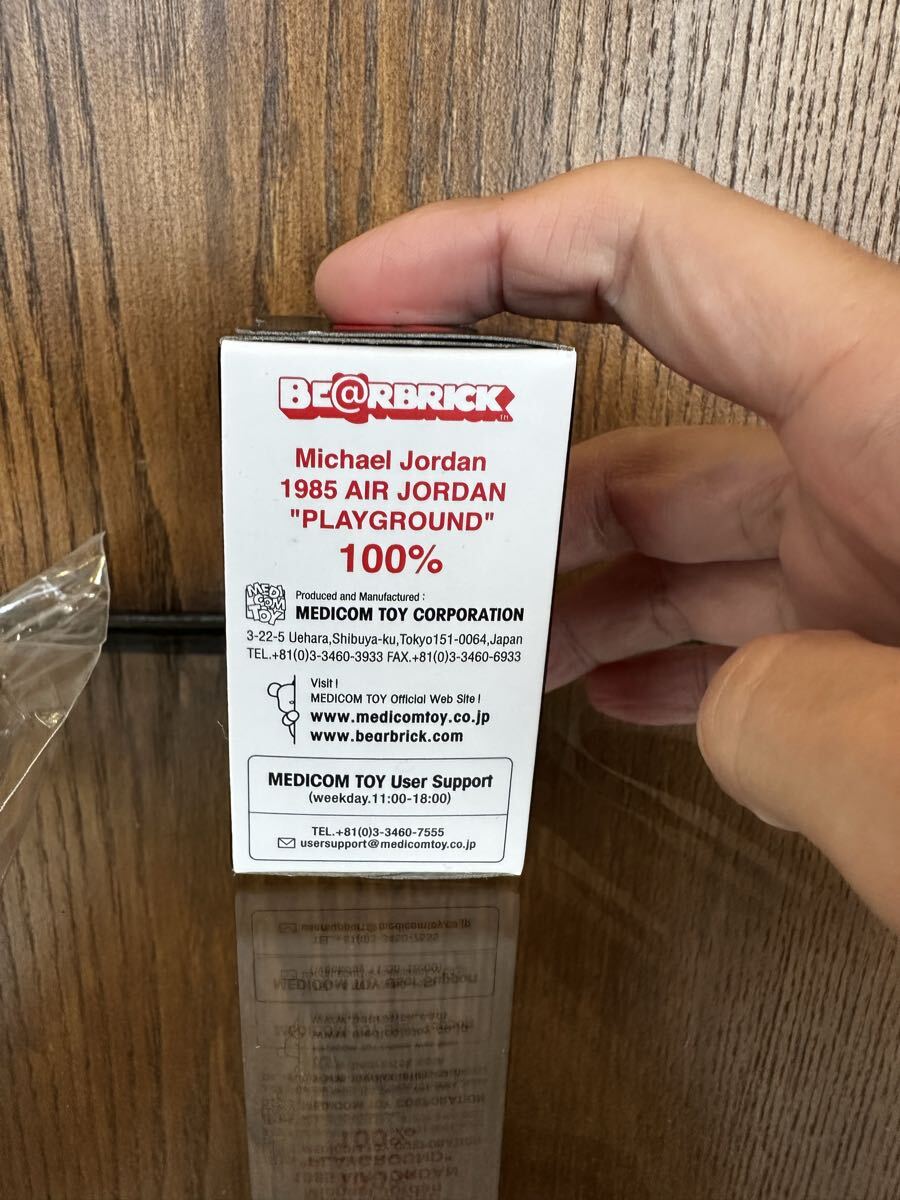 BE@RBRICK TM
Michael Jordan
1985 AIR JORDAN
"PLAYGROUND"
100%
MEDI COM TOY
Produced and Manufactured :
MEDICOM TOY CORPORATION
3-22-5 Uehara,Shibuya-ku,Tokyo151-0064,Japan
TEL.+81(0)3-3460-3933 FAX.+81(0)3-3460-6933
Visit !
MEDICOM TOY Official Web Site !
www.medicomtoy.co.jp
www.bearbrick.com
MEDICOM TOY User Support
(weekday.11:00-18:00)
TEL.+81(0)3-3460-7555
usersupport@medicomtoy.co.jp